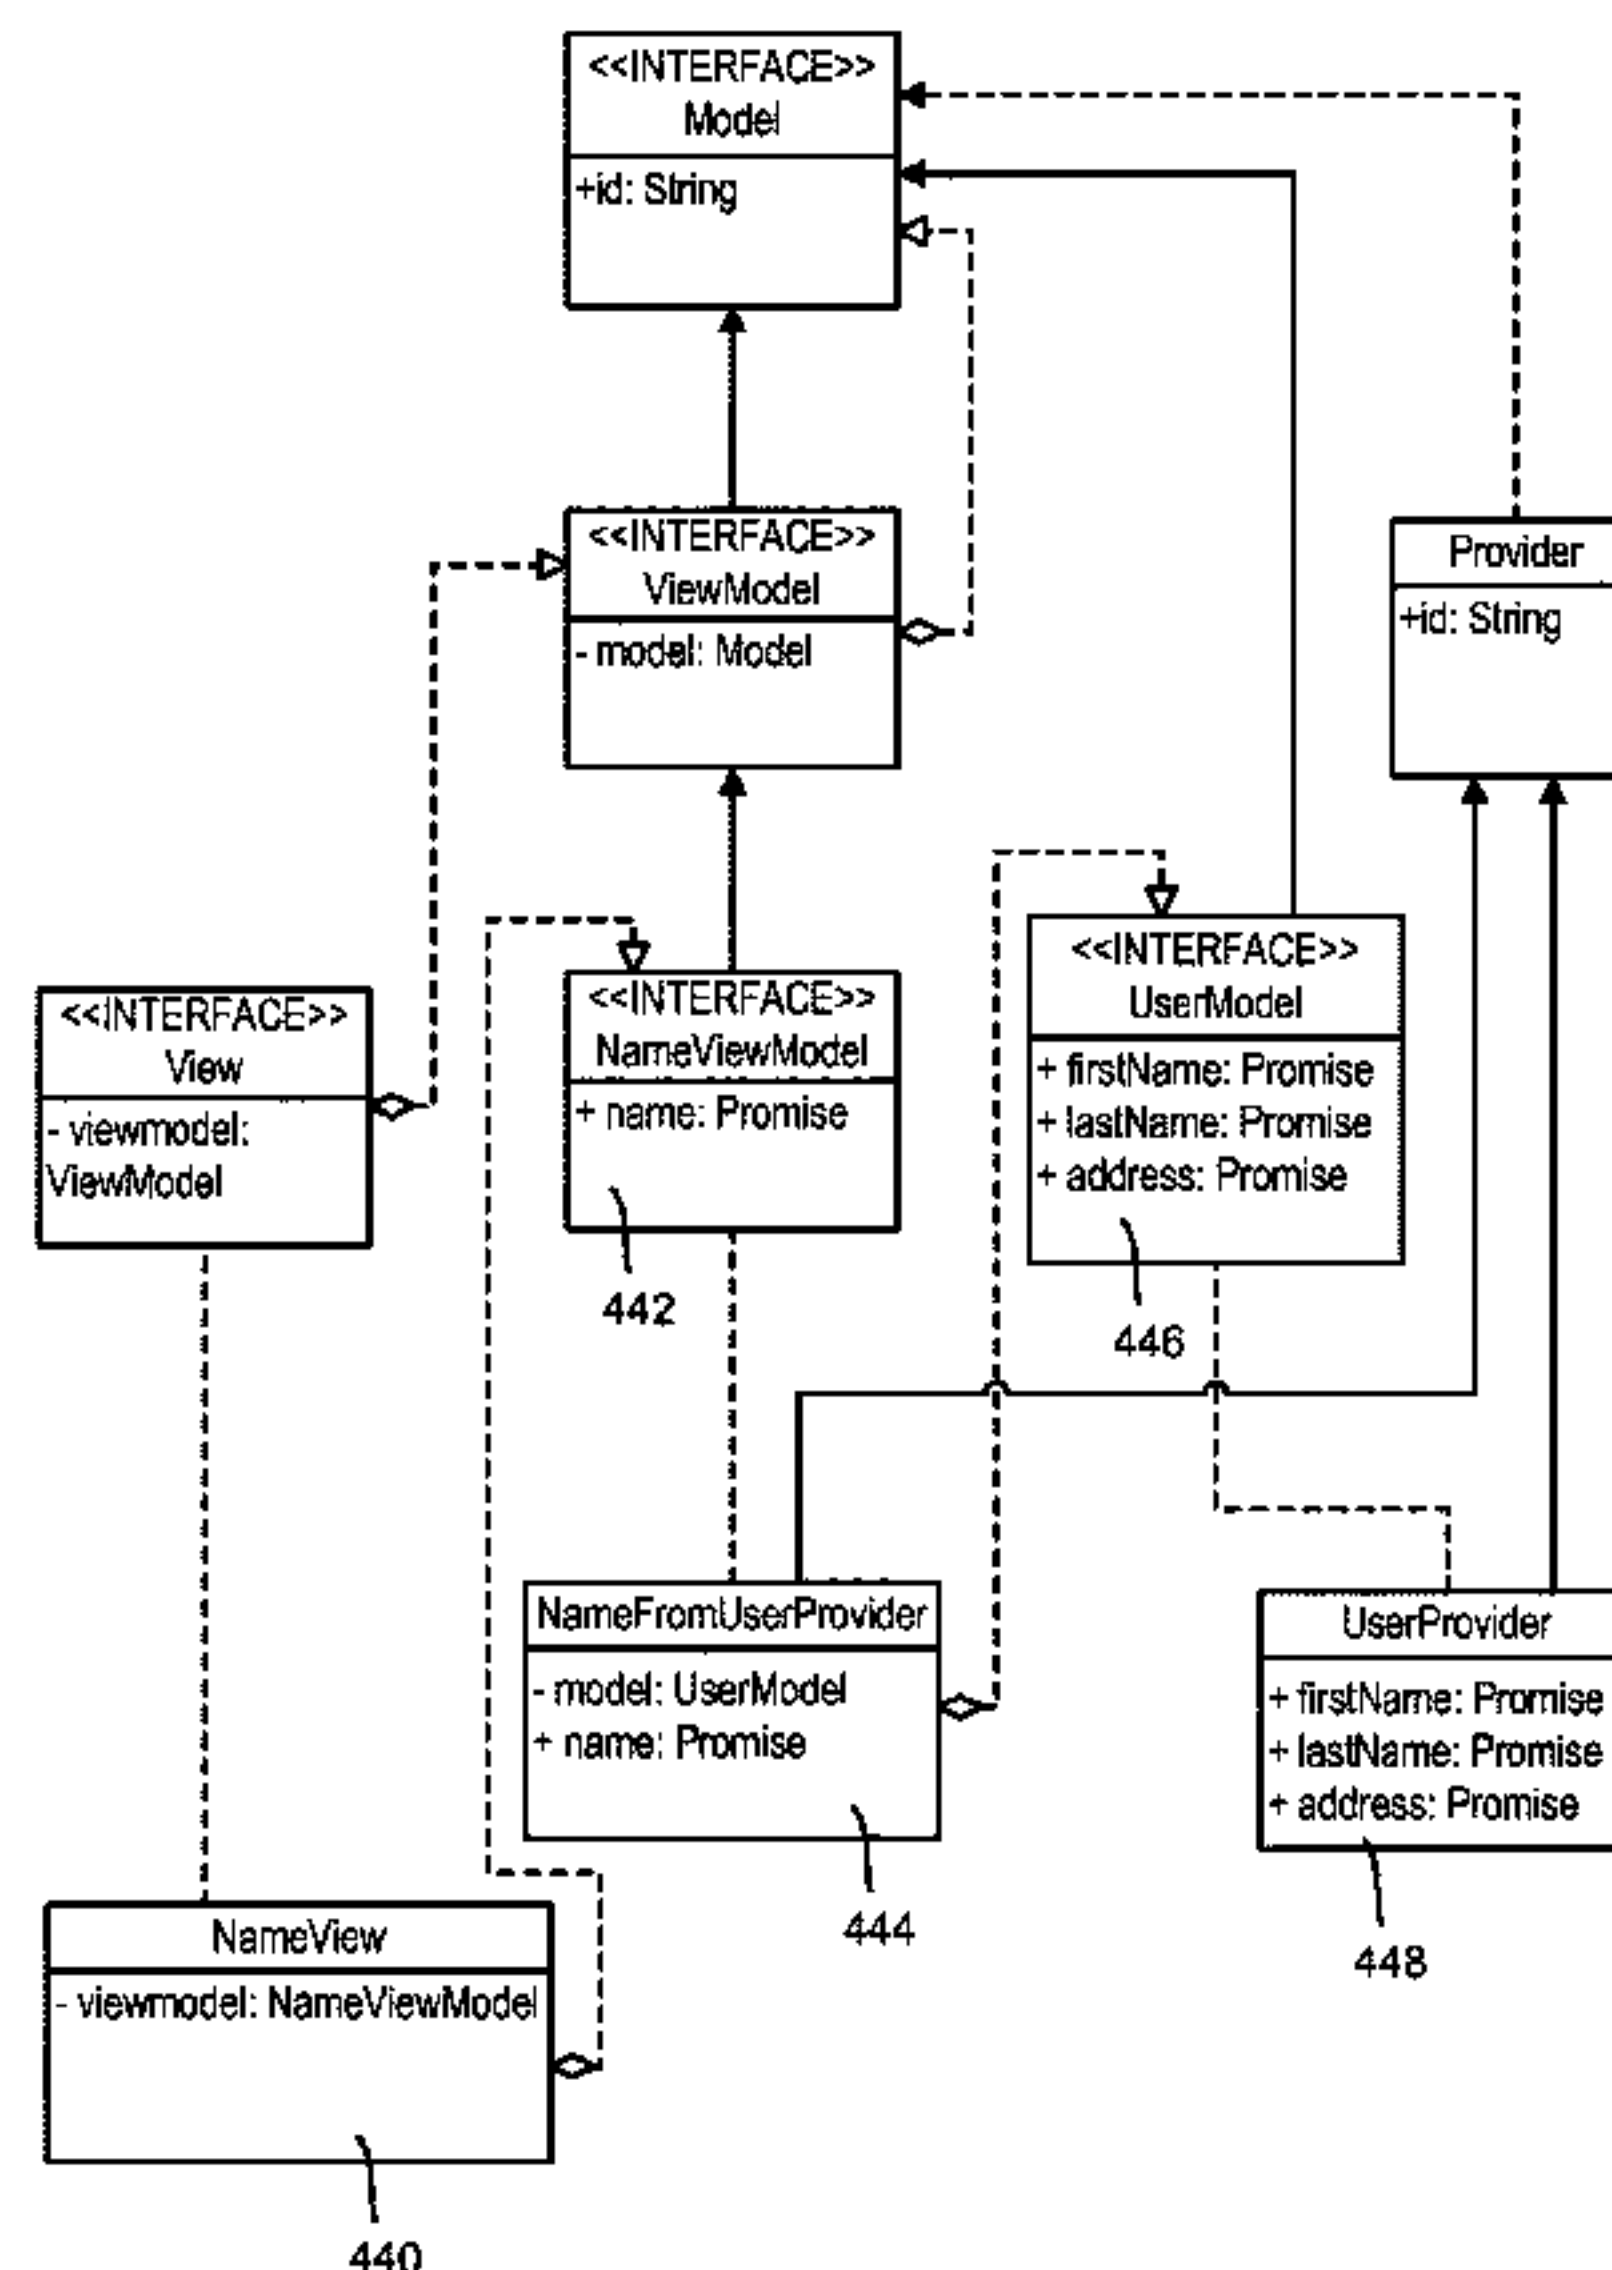 <<INTERFACE>>
Model
+id: String
<<INTERFACE>>
ViewModel
- model: Model
Provider
+id: String
<<INTERFACE>>
View
- viewmodel:
ViewModel
<<INTERFACE>>
NameViewModel
+ name: Promise
442
<<INTERFACE>>
UserModel
+ firstName: Promise
+ lastName: Promise
+ address: Promise
446
NameFromUserProvider
- model: UserModel
+ name: Promise
444
UserProvider
+ firstName: Promise
+ lastName: Promise
+ address: Promise
448
NameView
- viewmodel: NameViewModel
440